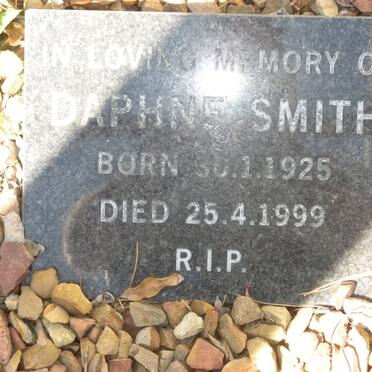 IN LOVING MEMORY O
DAPHNE SMITH
BORN 30.1.1925
DIED 25.4.1999
R.I.P.